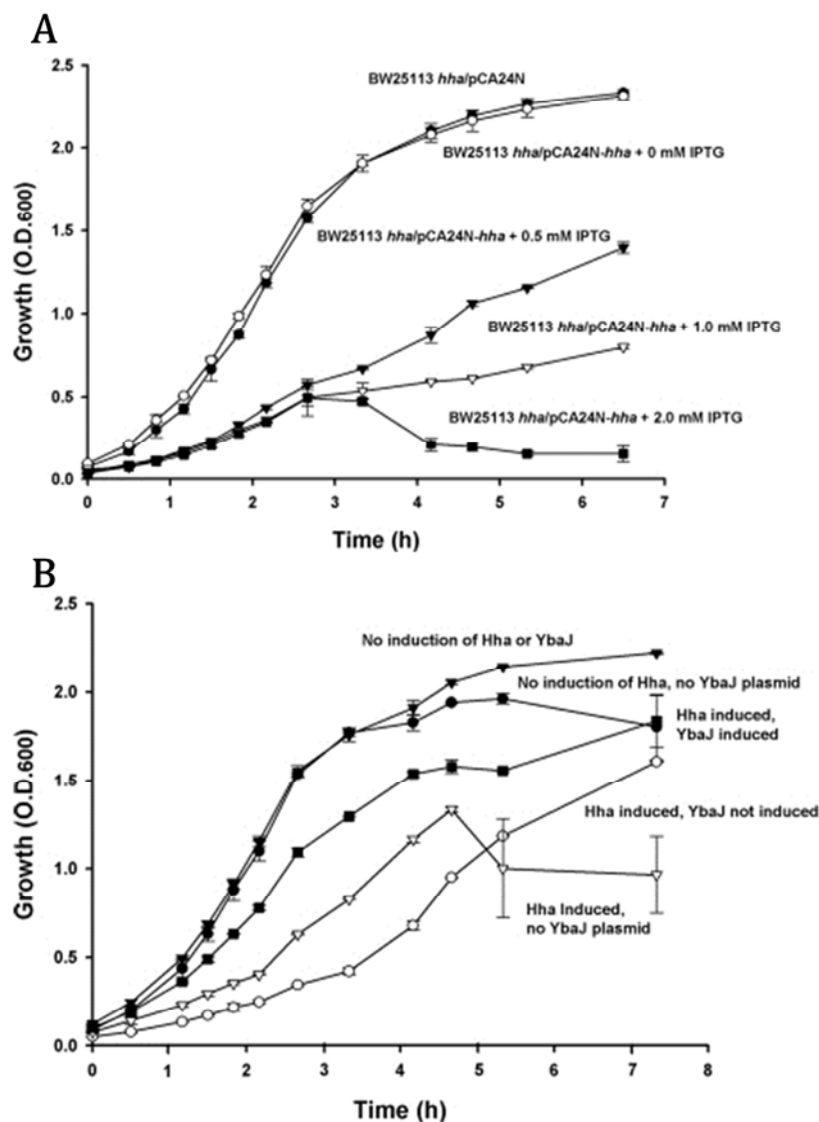 A
2.5
2.0
1.5
1.0
0.5
0.0
Growth (O.D.600)
BW25113 hha/pCA24N
BW25113 hha/pCA24N-hha + 0 mM IPTG
BW25113 hha/pCA24N-hha + 0.5 mM IPTG
BW25113 hha/pCA24N-hha + 1.0 mM IPTG
BW25113 hha/pCA24N-hha + 2.0 mM IPTG
0 1 2 3 4 5 6 7
Time (h)
B
2.5
2.0
1.5
1.0
0.5
0.0
Growth (O.D.600)
No induction of Hha or YbaJ
No induction of Hha, no YbaJ plasmid
Hha induced,
YbaJ induced
Hha induced, YbaJ not induced
Hha Induced,
no YbaJ plasmid
0 1 2 3 4 5 6 7 8
Time (h)